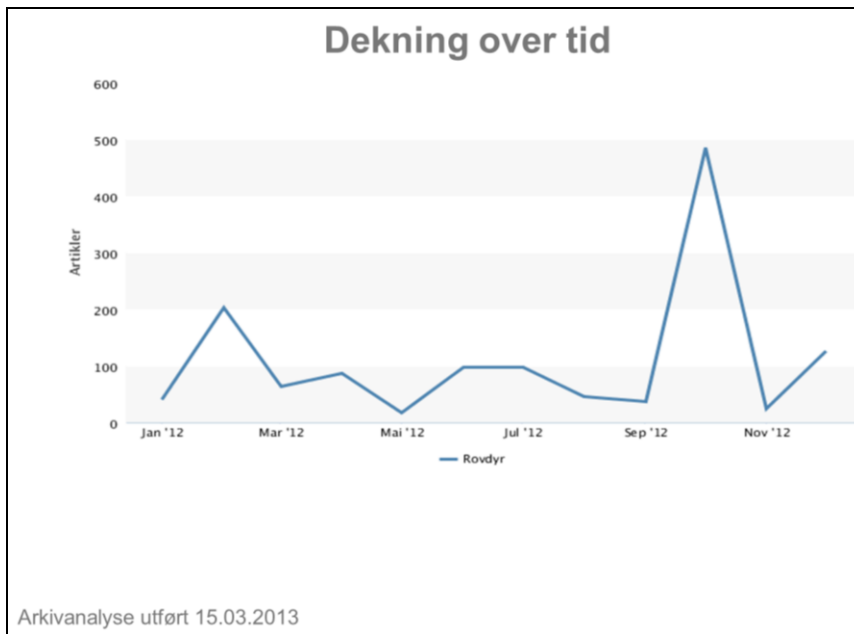 Dekning over tid
600
500
400
300
200
100
0
Artikler
Jan '12
Mar '12
Mai '12
Jul '12
Sep '12
Nov '12
Rovdyr
Arkivanalyse utført 15.03.2013